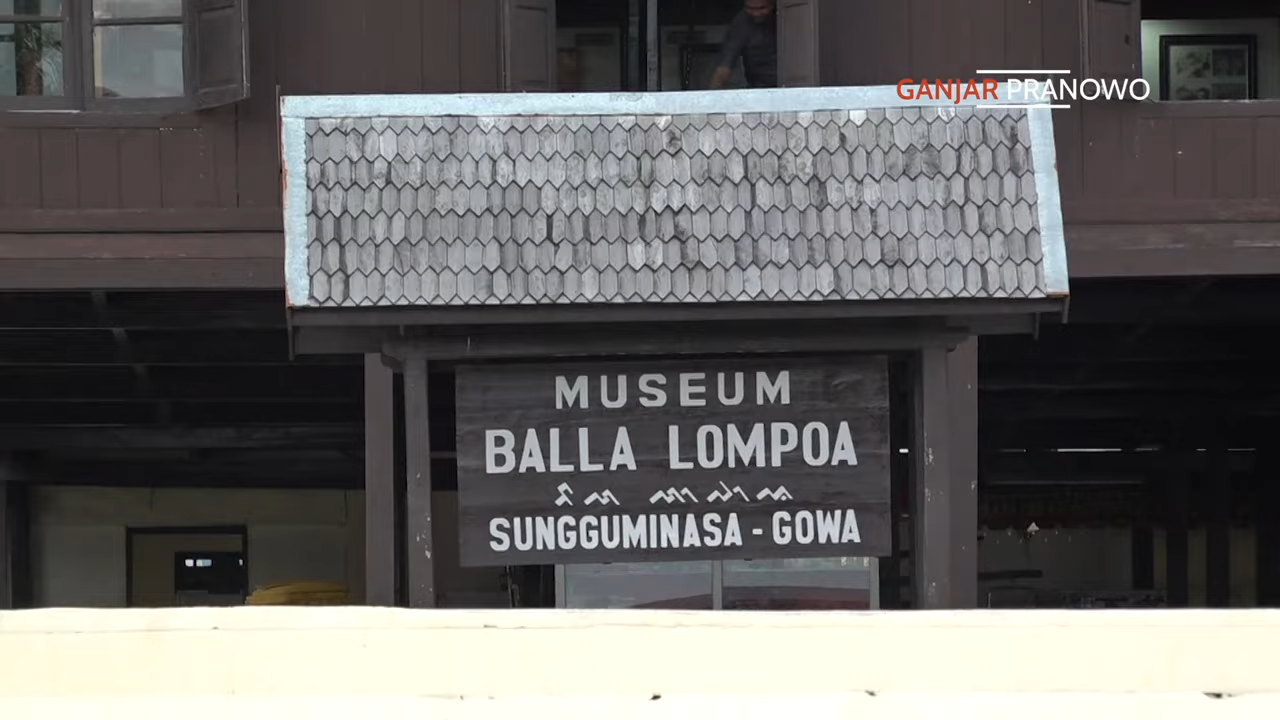 GANJAR PRANOWO
MUSEUM
BALLA LOMPOA
SUNGGUMINASA - GOWA